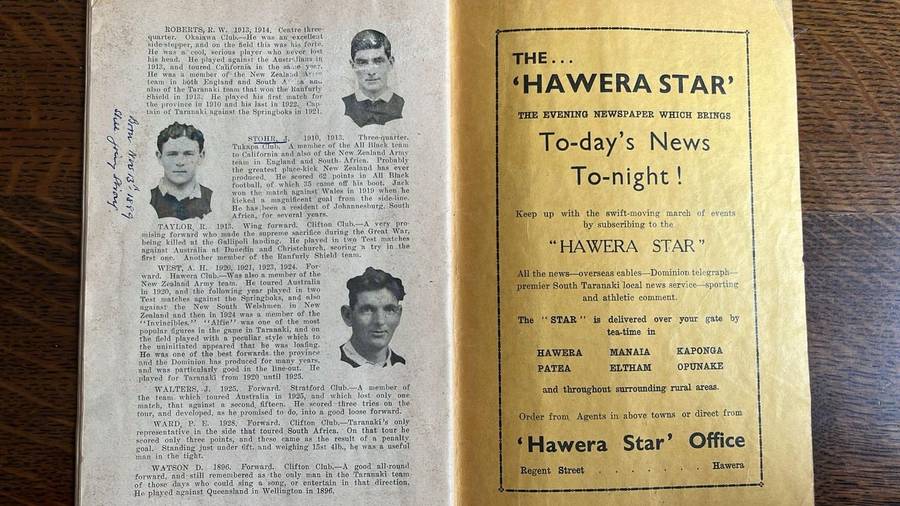 ROBERTS, R. W. 1913, 1914. Centre three-
quarter. Okaiawa Club.—He was an excellent
side-stepper, and on the field this was his forte.
He was a cool, serious player who never lost
his head. He played against the Australians in
1913, and toured California in the same year.
He was a member of the New Zealand Army
team in both England and South Africa and
also of the Taranaki team that won the Ranfurly
Shield in 1913. He played his first match for
the province in 1910 and his last in 1922. Cap-
tain of Taranaki against the Springboks in 1921.
Born Nov 13th 1889
Still going Strong
STOHR, J. 1910, 1913. Three-quarter.
Tukapa Club. A member of the All Black team
to California and also of the New Zealand Army
team in England and South Africa. Probably
the greatest place-kick New Zealand has ever
produced. He scored 62 points in All Black
football, of which 35 came off his boot. Jack
won the match against Wales in 1919 when he
kicked a magnificent goal from the side-line.
He has been a resident of Johannesburg, South
Africa, for several years.
TAYLOR, R. 1913. Wing forward. Clifton Club.—A very pro-
mising forward who made the supreme sacrifice during the Great War,
being killed at the Gallipoli landing. He played in two Test matches
against Australia at Dunedin and Christchurch, scoring a try in the
first one. Another member of the Ranfurly Shield team.
WEST, A. H. 1920, 1921, 1923, 1924. For-
ward. Hawera Club.—Was also a member of the
New Zealand Army team. He toured Australia
in 1920, and the following year played in two
Test matches against the Springboks, and also
against the New South Welshmen in New
Zealand and then in 1924 was a member of the
"Invincibles." "Alfie" was one of the most
popular figures in the game in Taranaki, and on
the field played with a peculiar style which to
the uninitiated appeared that he was loafing.
He was one of the best forwards the province
and the Dominion has produced for many years,
and was particularly good in the line-out. He
played for Taranaki from 1920 until 1925.
WALTERS, J. 1925. Forward. Stratford Club.—A member of
the team which toured Australia in 1925, and which lost only one
match, that against a second fifteen. He scored three tries on the
tour, and developed, as he promised to do, into a good loose forward.
WARD, P. E. 1928. Forward. Clifton Club.—Taranaki's only
representative in the side that toured South Africa. On that tour he
scored only three points, and these came as the result of a penalty
goal. Standing just under 6ft, and weighing 15st 4lb., he was a useful
man in the tight.
WATSON D. 1896. Forward. Clifton Club.—A good all-round
forward, and still remembered as the only man in the Taranaki team
of those days who could sing a song, or entertain in that direction.
He played against Queensland in Wellington in 1896.
THE...
'HAWERA STAR'
THE EVENING NEWSPAPER WHICH BRINGS
To-day's News
To-night !
Keep up with the swift-moving march of events
by subscribing to the
"HAWERA STAR"
All the news—overseas cables—Dominion telegraph—
premier South Taranaki local news service—sporting
and athletic comment.
The "STAR" is delivered over your gate by
tea-time in
HAWERA MANAIA KAPONGA
PATEA ELTHAM OPUNAKE
and throughout surrounding rural areas.
Order from Agents in above towns or direct from
'Hawera Star' Office
Regent Street . . . . . Hawera